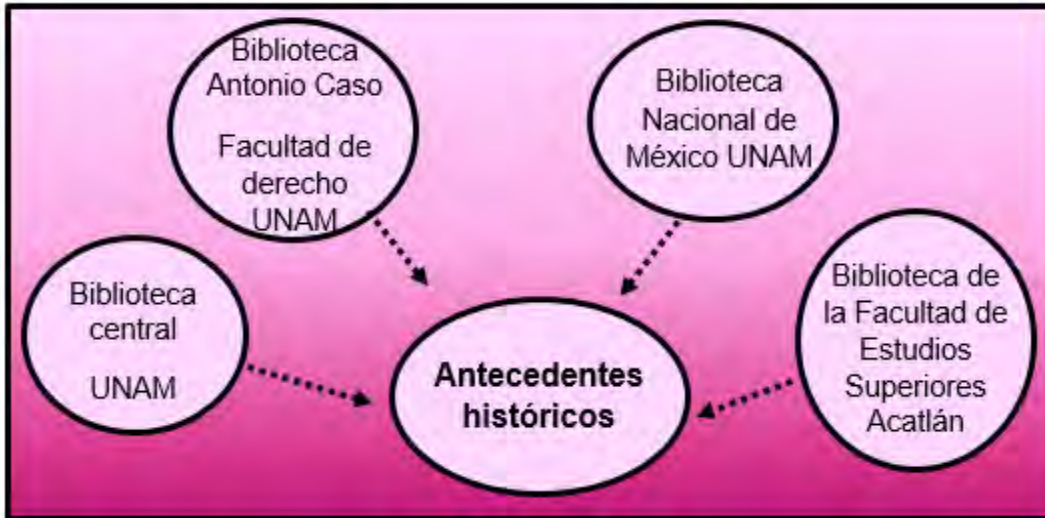 Biblioteca
Antonio Caso
Facultad de
derecho
UNAM
Biblioteca
Nacional de
México UNAM
Biblioteca
central
UNAM
Biblioteca de
la Facultad de
Estudios
Superiores
Acatlán
Antecedentes
históricos